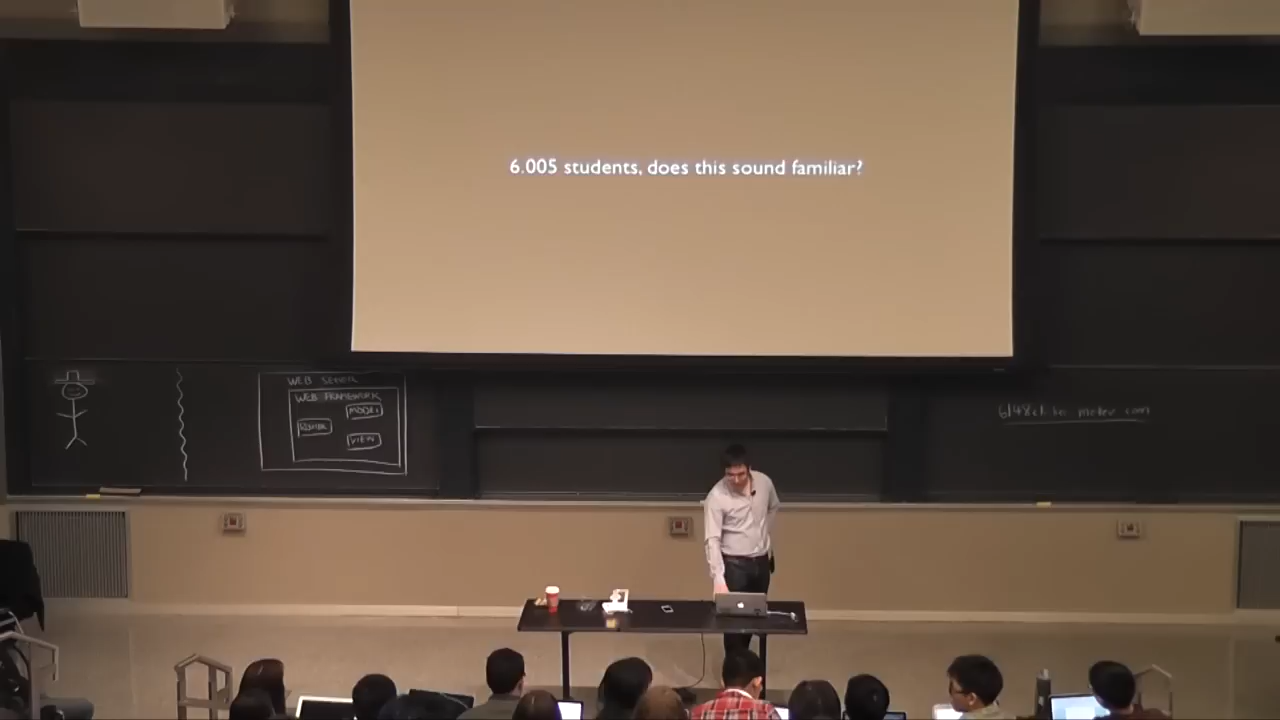 6.005 students, does this sound familiar?
WEB SERVER
WEB FRAMEWORK
MODEL
VIEW